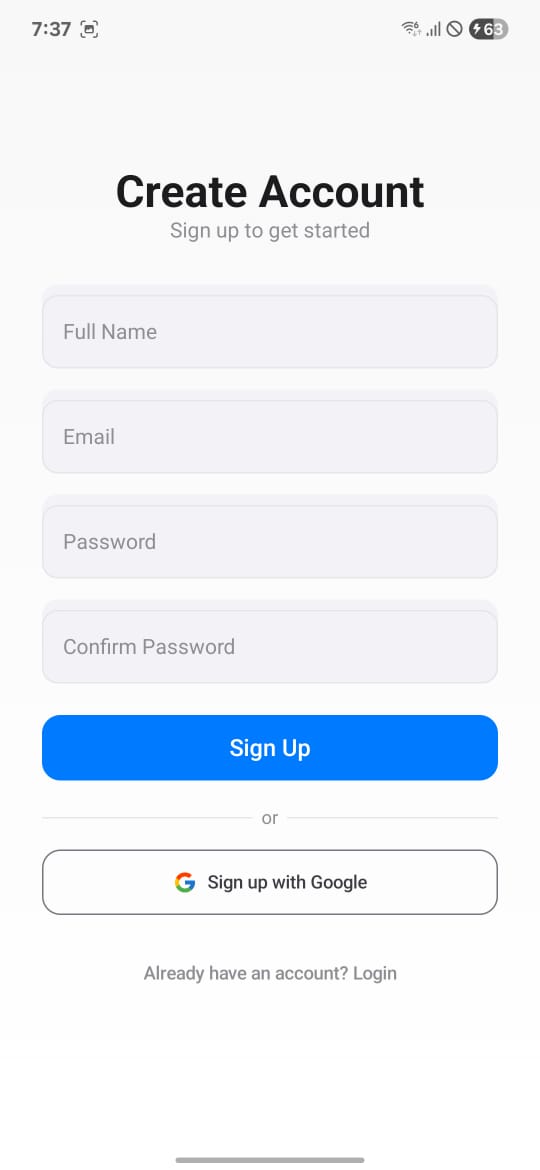 7:37
63
Create Account
Sign up to get started
Full Name
Email
Password
Confirm Password
Sign Up
or
Sign up with Google
Already have an account? Login